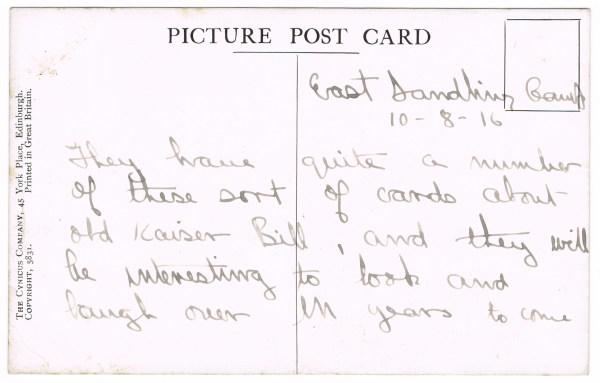 PICTURE POST CARD
East Sandling Camp
10-8-16
They have quite a number
of these sort of cards about
old Kaiser Bill, and they will
be interesting to look and
laugh over in years to come
THE CYNICUS COMPANY, 45 York Place, Edinburgh.
COPYRIGHT, 5831. Printed in Great Britain.